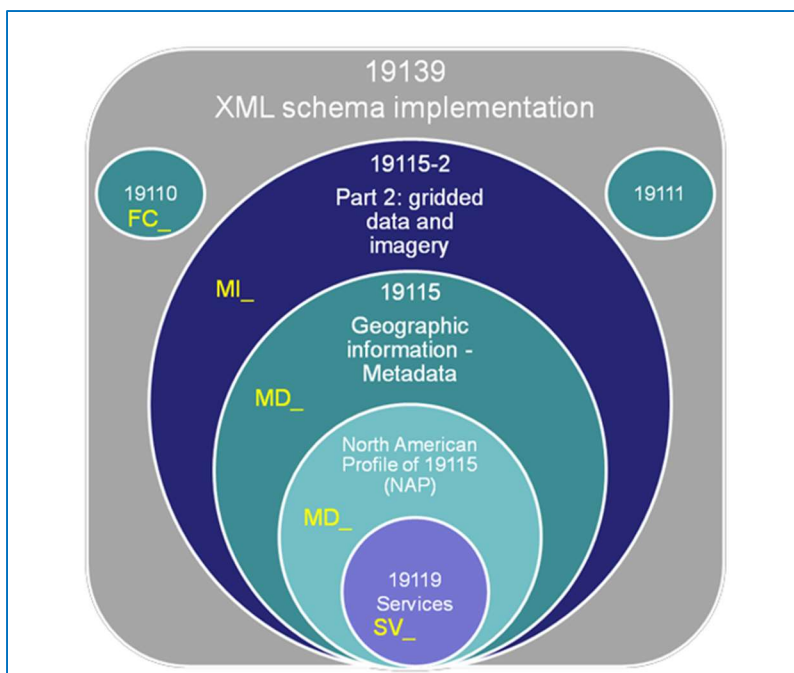 19139
XML schema implementation
19115-2
Part 2: gridded
data and
imagery
19110
FC_
19111
MI_
19115
Geographic
information -
Metadata
MD_
North American
Profile of 19115
(NAP)
MD_
19119
Services
SV_